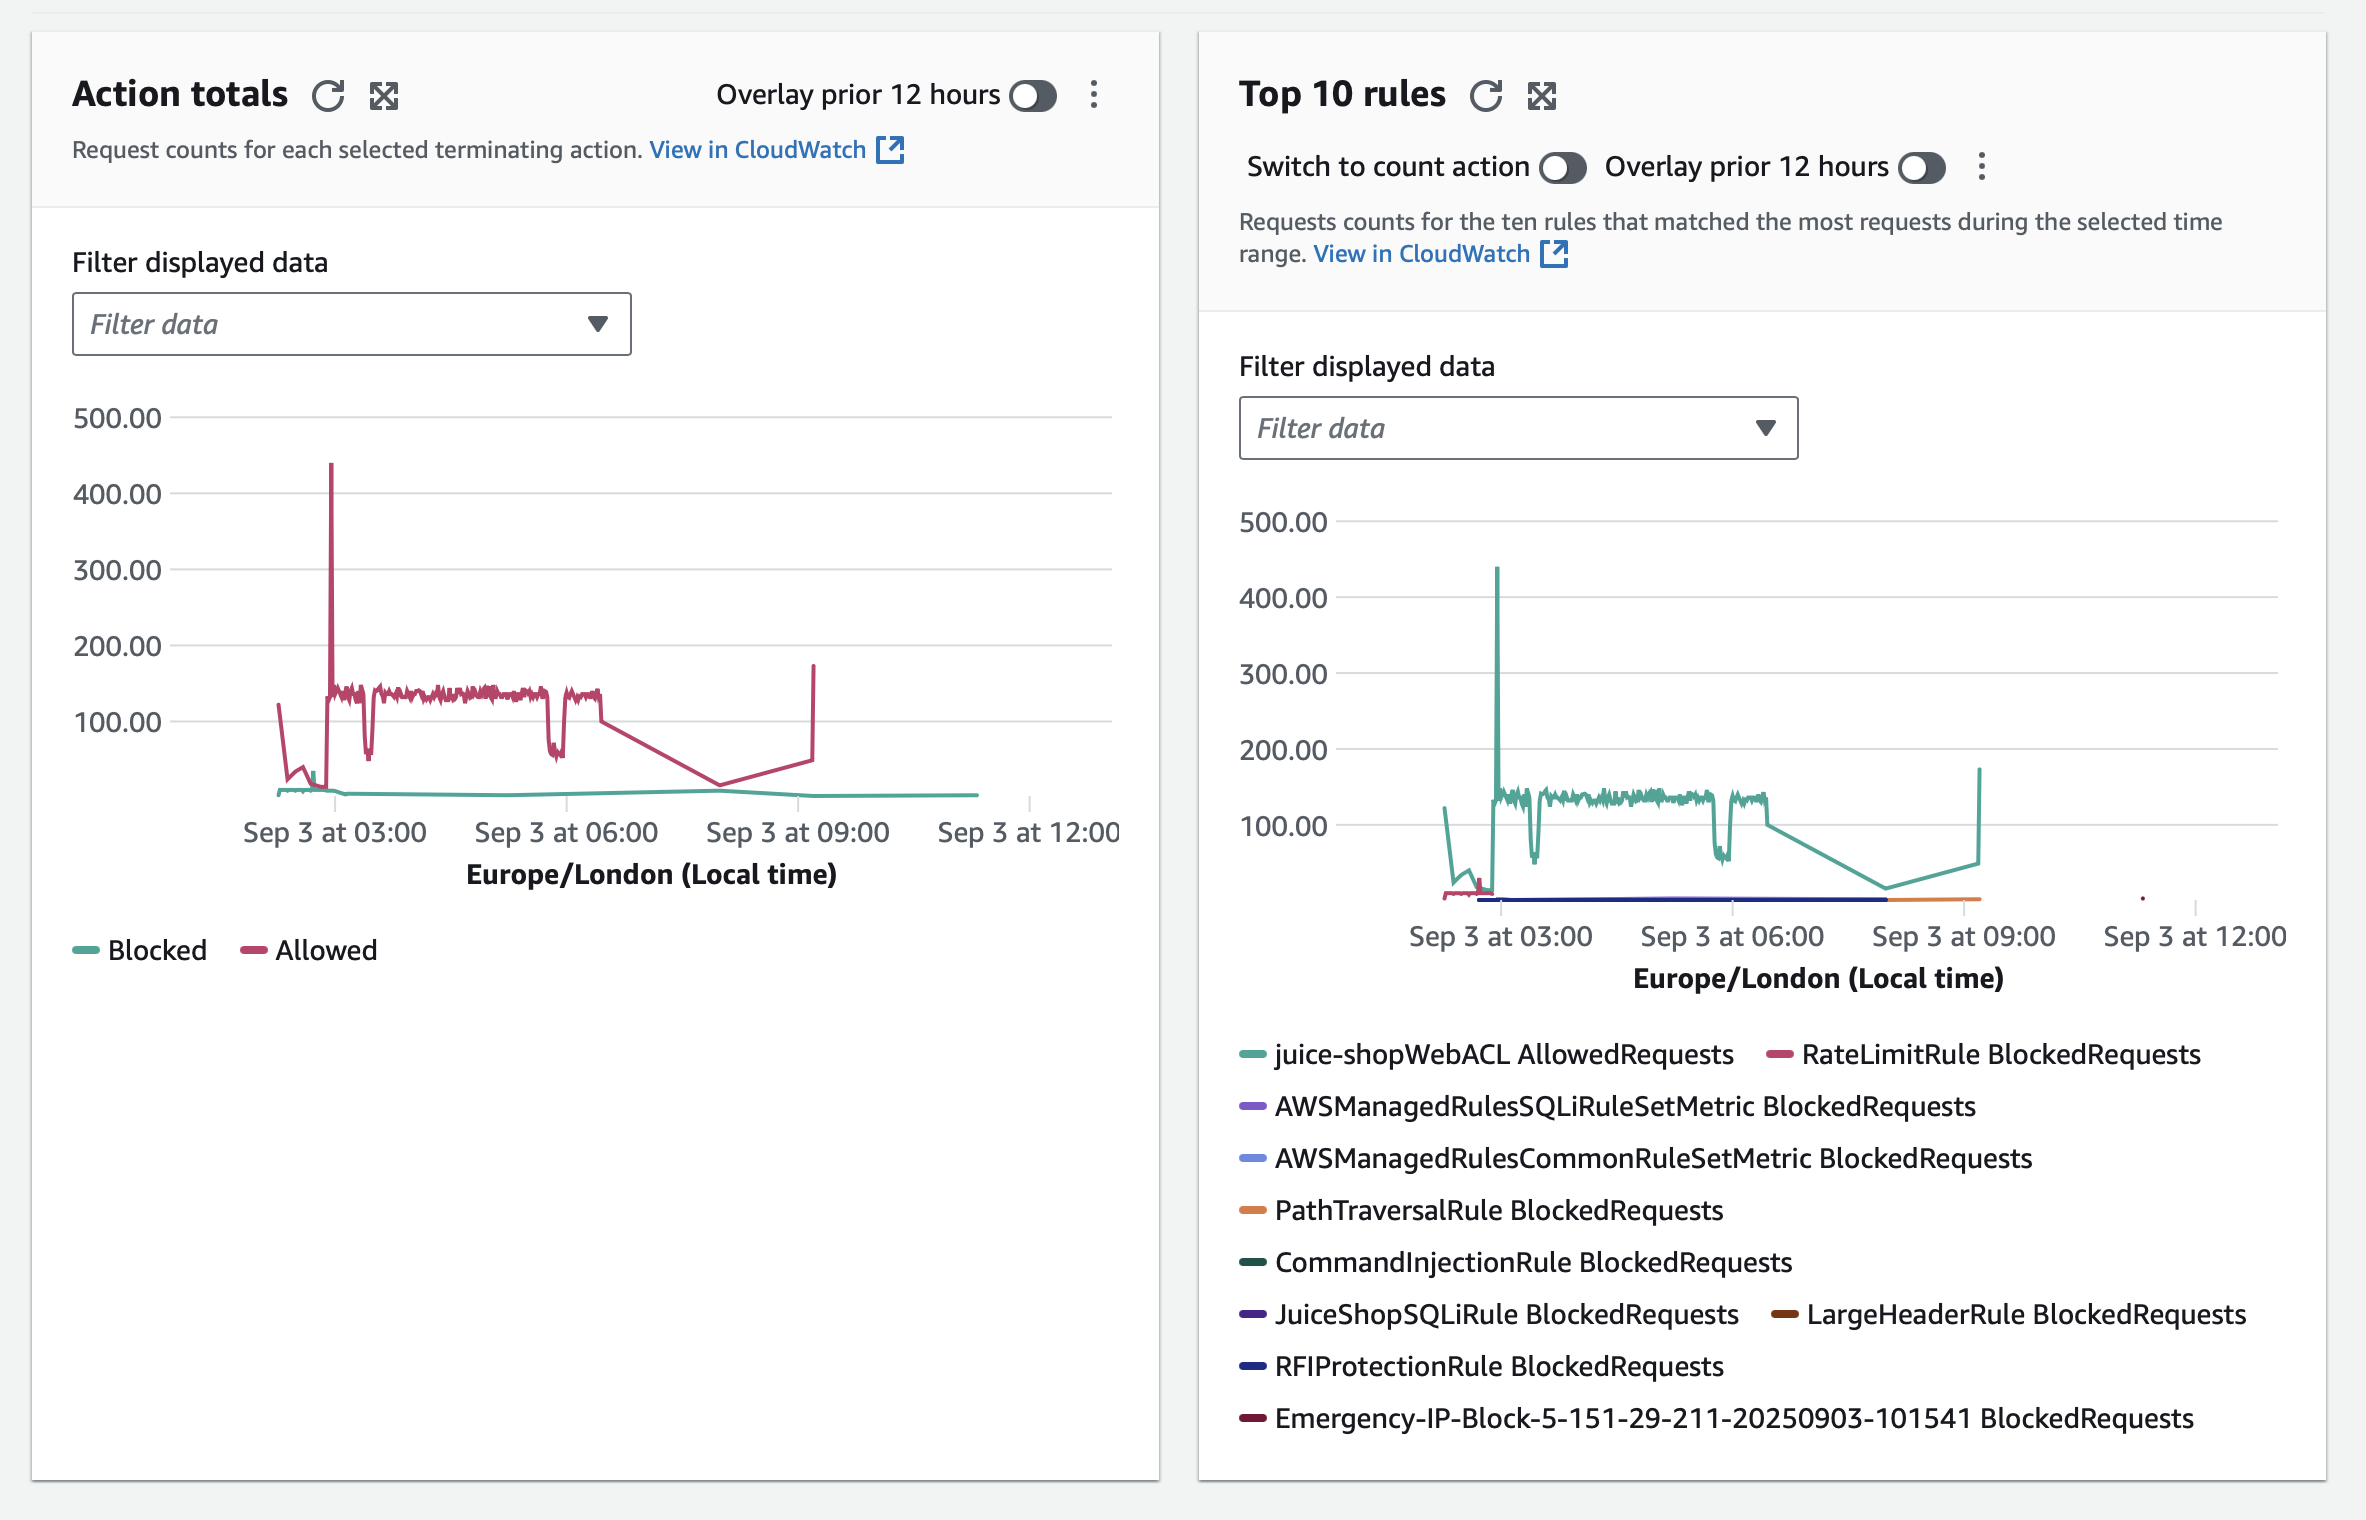 Action totals
Overlay prior 12 hours
Request counts for each selected terminating action. View in CloudWatch
Filter displayed data
Filter data
500.00
400.00
300.00
200.00
100.00
Sep 3 at 03:00
Sep 3 at 06:00
Sep 3 at 09:00
Sep 3 at 12:00
Europe/London (Local time)
Blocked
Allowed
Top 10 rules
Switch to count action
Overlay prior 12 hours
Requests counts for the ten rules that matched the most requests during the selected time
range. View in CloudWatch
Filter displayed data
Filter data
500.00
400.00
300.00
200.00
100.00
Sep 3 at 03:00
Sep 3 at 06:00
Sep 3 at 09:00
Sep 3 at 12:00
Europe/London (Local time)
juice-shopWebACL AllowedRequests
RateLimitRule BlockedRequests
AWSManagedRulesSQLiRuleSetMetric BlockedRequests
AWSManagedRulesCommonRuleSetMetric BlockedRequests
PathTraversalRule BlockedRequests
CommandInjectionRule BlockedRequests
JuiceShopSQLiRule BlockedRequests
LargeHeaderRule BlockedRequests
RFIProtectionRule BlockedRequests
Emergency-IP-Block-5-151-29-211-20250903-101541 BlockedRequests